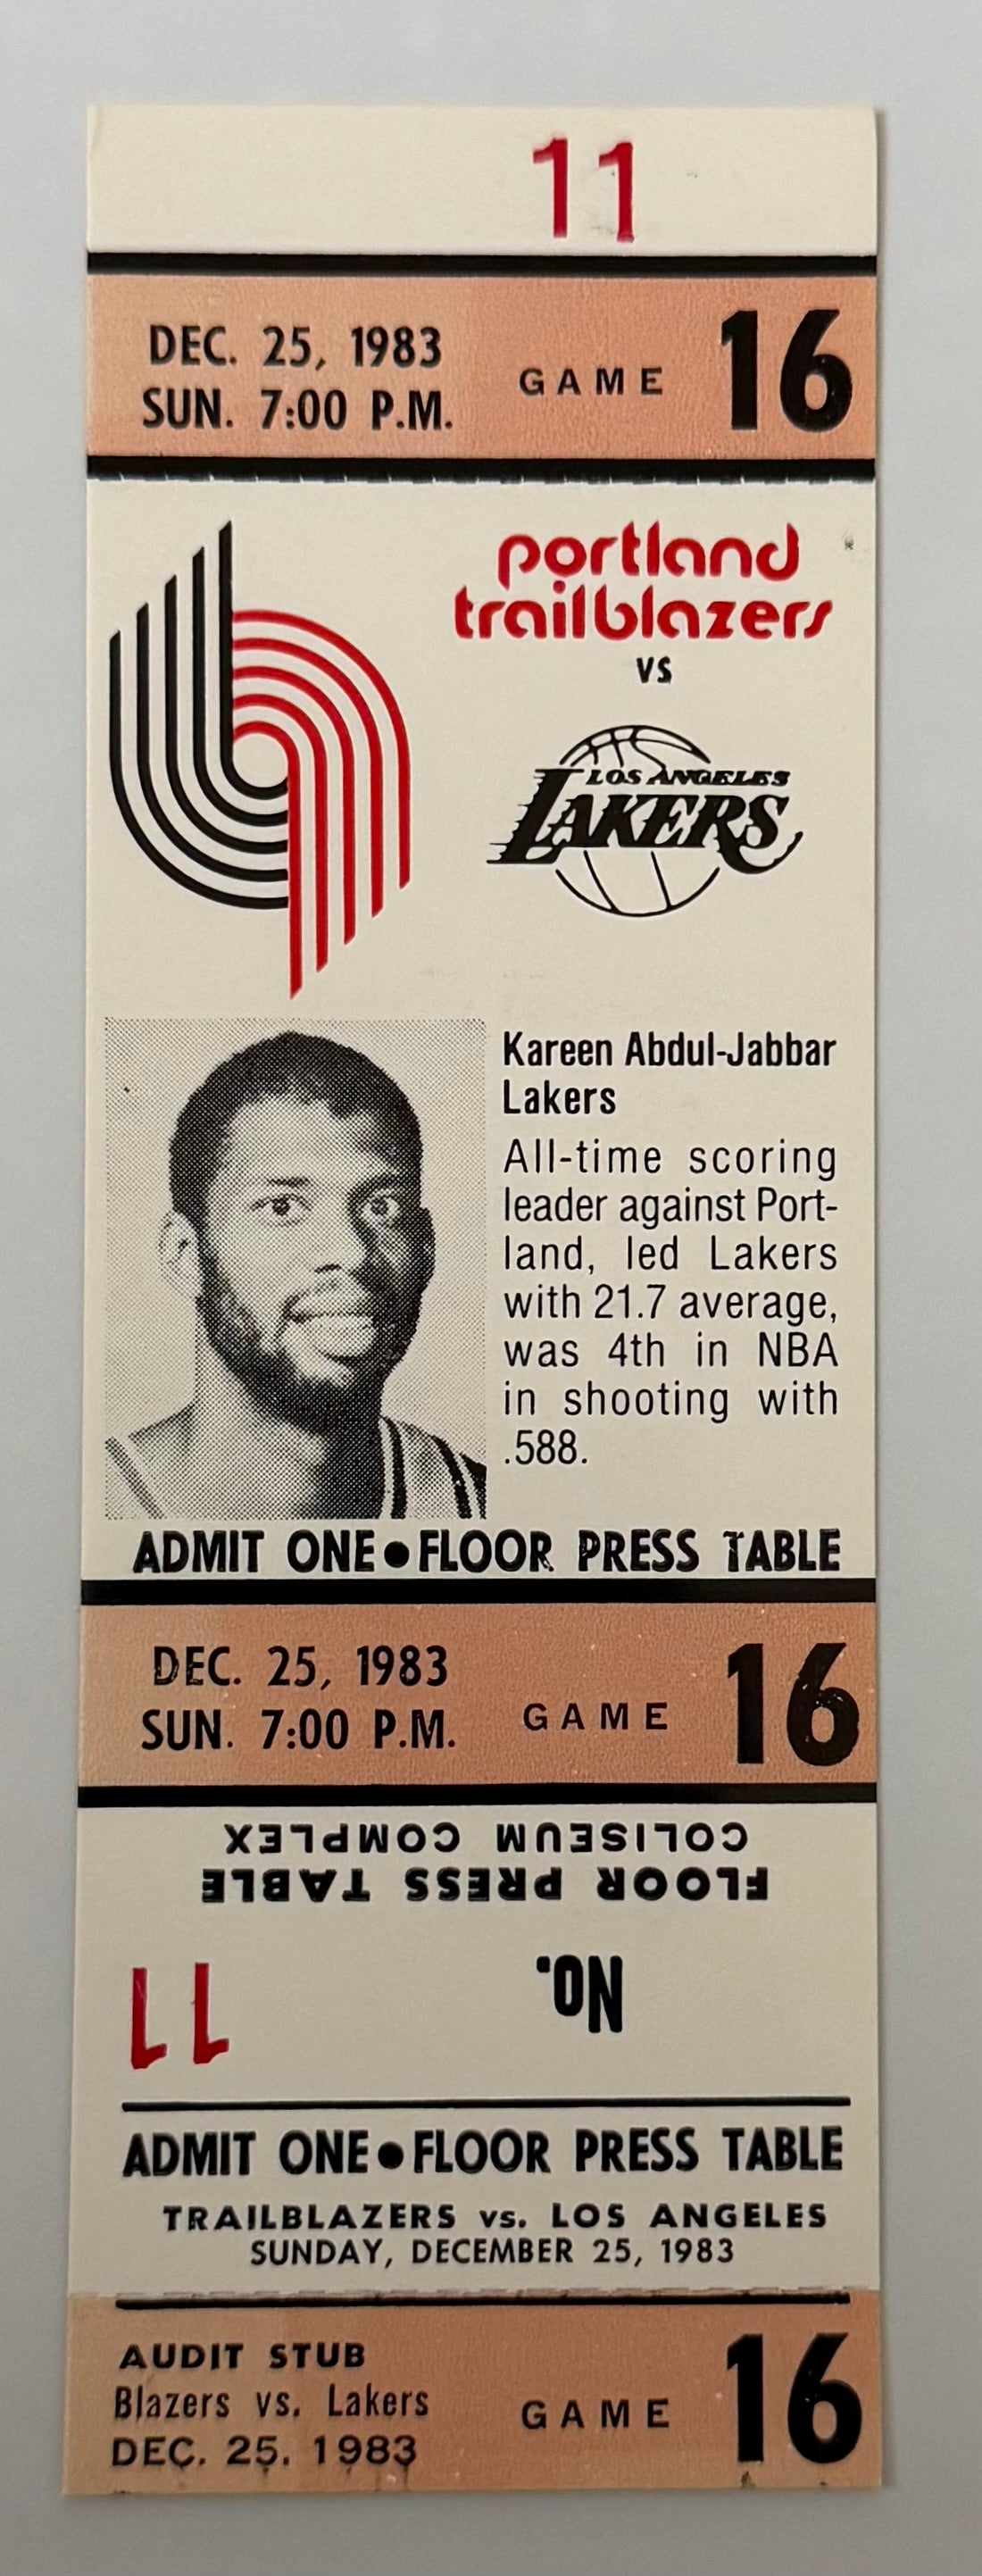 11
DEC. 25, 1983
SUN. 7:00 P.M.
GAME 16
portland
trailblazers
VS
LOS ANGELES
LAKERS
Kareen Abdul-Jabbar
Lakers
All-time scoring
leader against Port-
land, led Lakers
with 21.7 average,
was 4th in NBA
in shooting with
.588.
ADMIT ONE•FLOOR PRESS TABLE
DEC. 25, 1983
SUN. 7:00 P.M.
GAME 16
FLOOR PRESS TABLE
COLISEUM COMPLEX
No. 11
ADMIT ONE•FLOOR PRESS TABLE
TRAILBLAZERS vs. LOS ANGELES
SUNDAY, DECEMBER 25, 1983
AUDIT STUB
Blazers vs. Lakers
DEC. 25. 1983
GAME 16